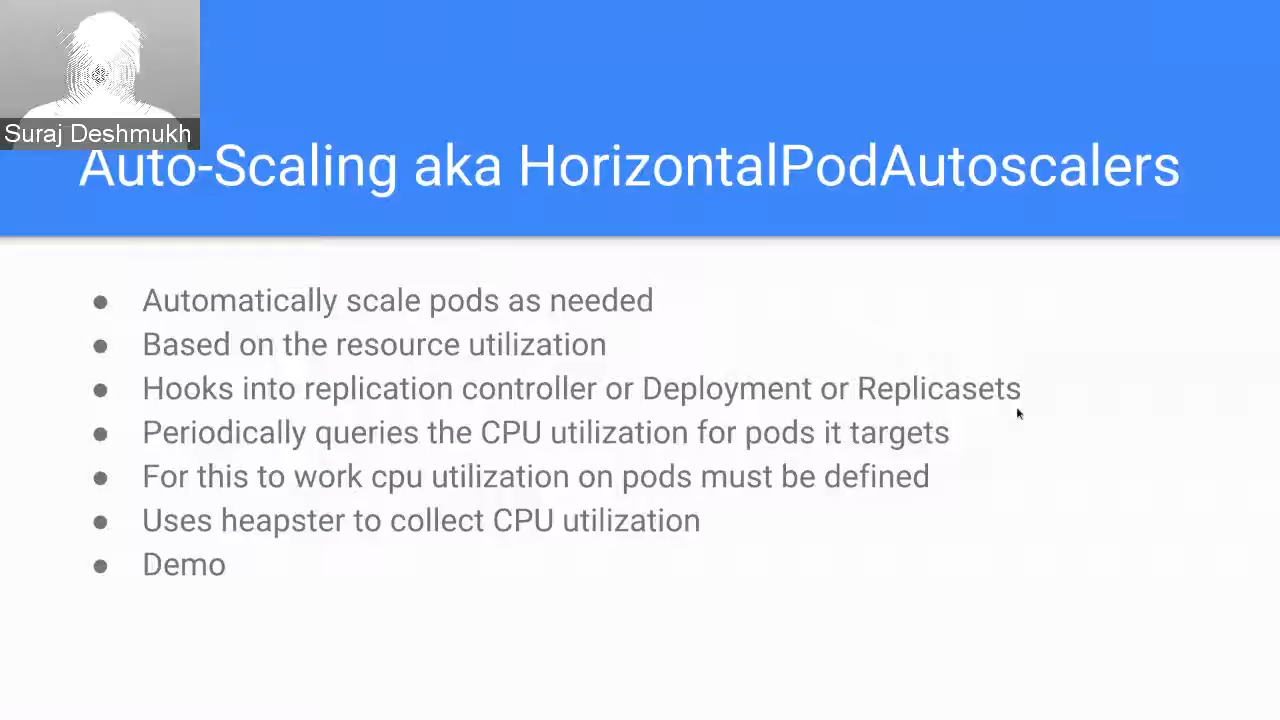 Suraj Deshmukh
Auto-Scaling aka HorizontalPodAutoscalers
● Automatically scale pods as needed
● Based on the resource utilization
● Hooks into replication controller or Deployment or Replicasets
● Periodically queries the CPU utilization for pods it targets
● For this to work cpu utilization on pods must be defined
● Uses heapster to collect CPU utilization
● Demo